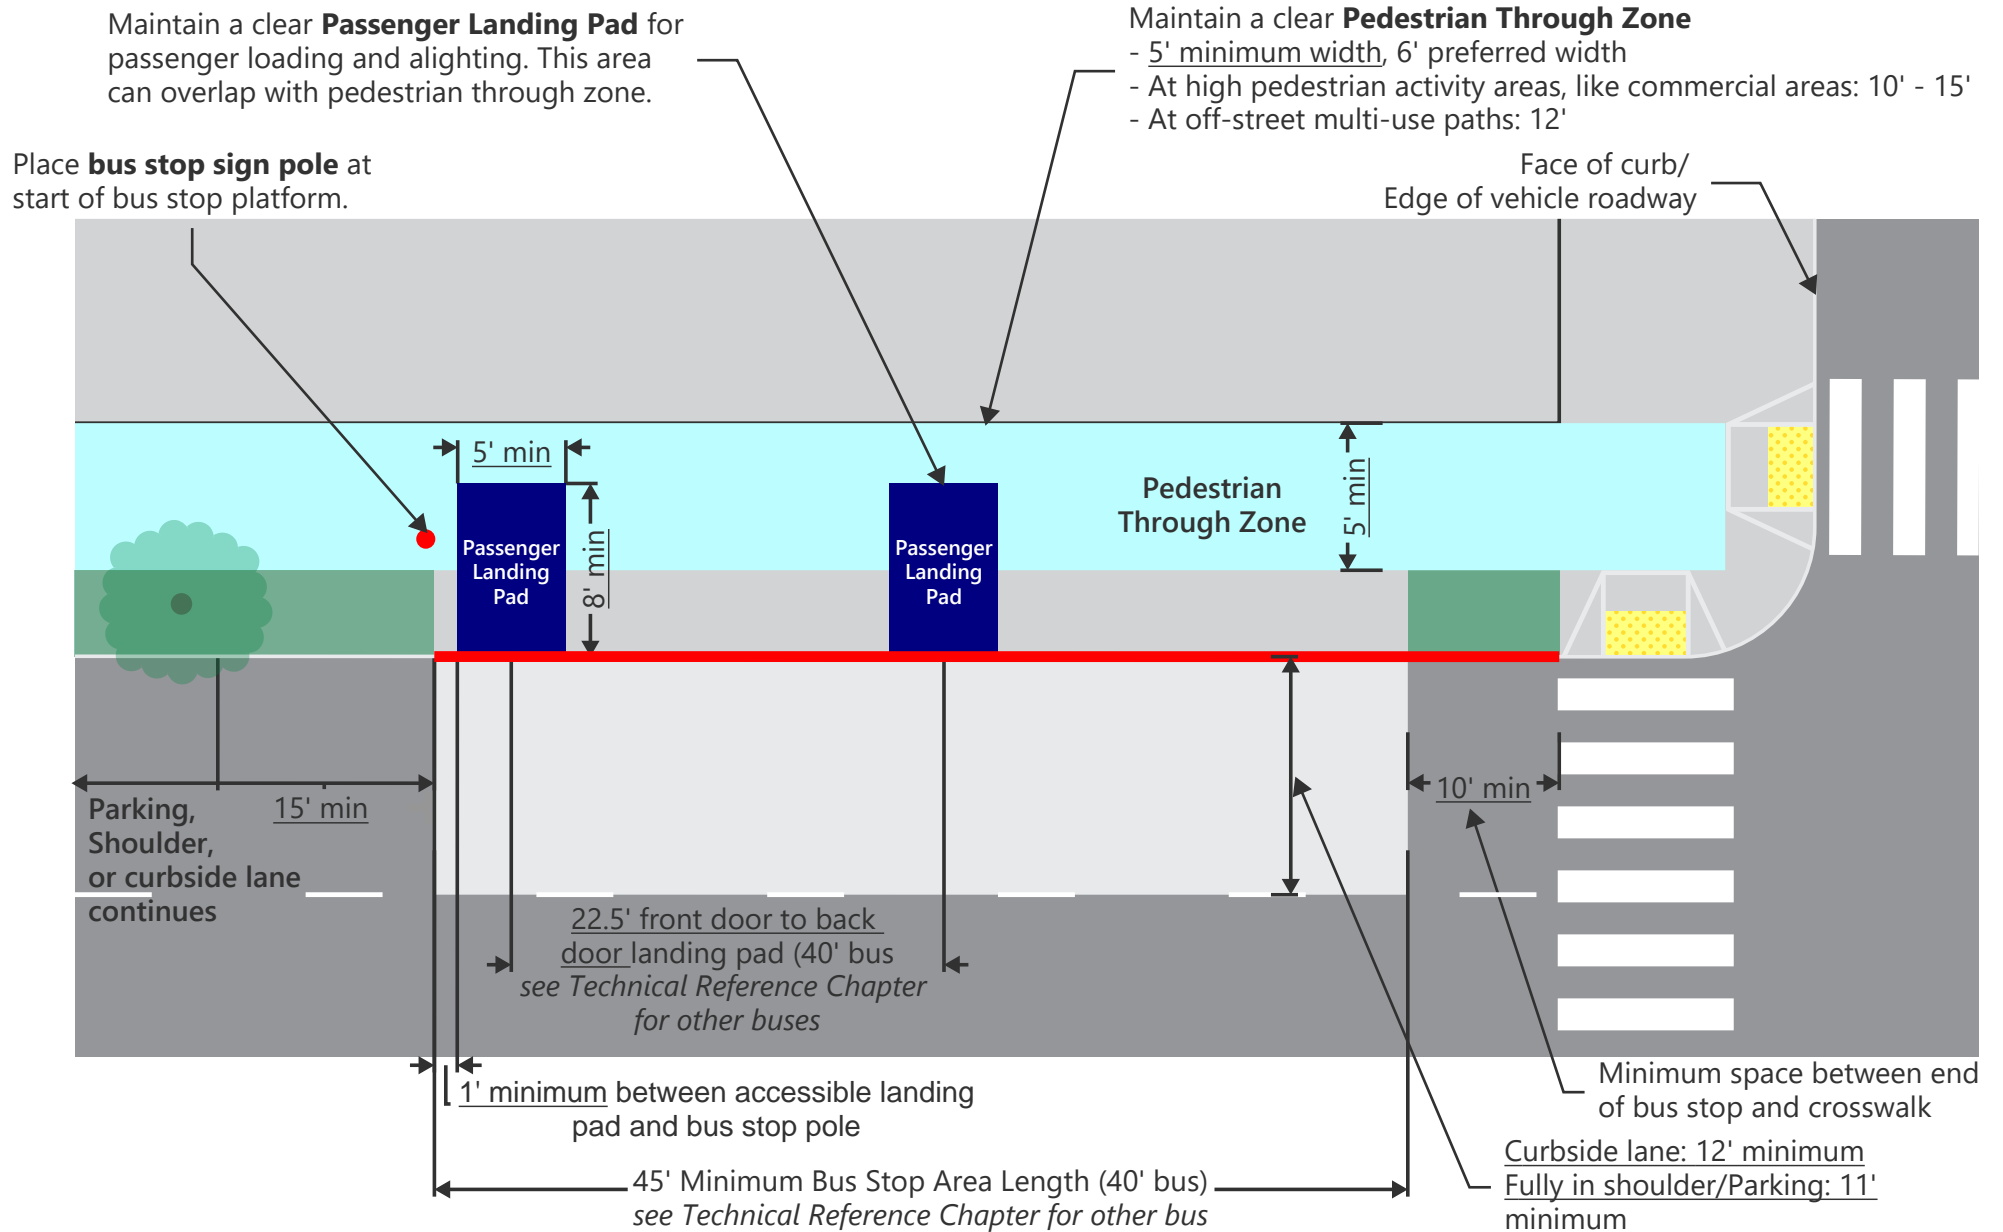 Maintain a clear Passenger Landing Pad for
passenger loading and alighting. This area
can overlap with pedestrian through zone.
Maintain a clear Pedestrian Through Zone
- 5' minimum width, 6' preferred width
- At high pedestrian activity areas, like commercial areas: 10' - 15'
- At off-street multi-use paths: 12'
Place bus stop sign pole at
start of bus stop platform.
Face of curb/
Edge of vehicle roadway
5' min
8' min
Passenger
Landing
Pad
Passenger
Landing
Pad
Pedestrian
Through Zone
5' min
Parking,
Shoulder,
or curbside lane
continues
15' min
10' min
22.5' front door to back
door landing pad (40' bus
see Technical Reference Chapter
for other buses
1' minimum between accessible landing
pad and bus stop pole
Minimum space between end
of bus stop and crosswalk
Curbside lane: 12' minimum
Fully in shoulder/Parking: 11'
minimum
45' Minimum Bus Stop Area Length (40' bus)
see Technical Reference Chapter for other bus